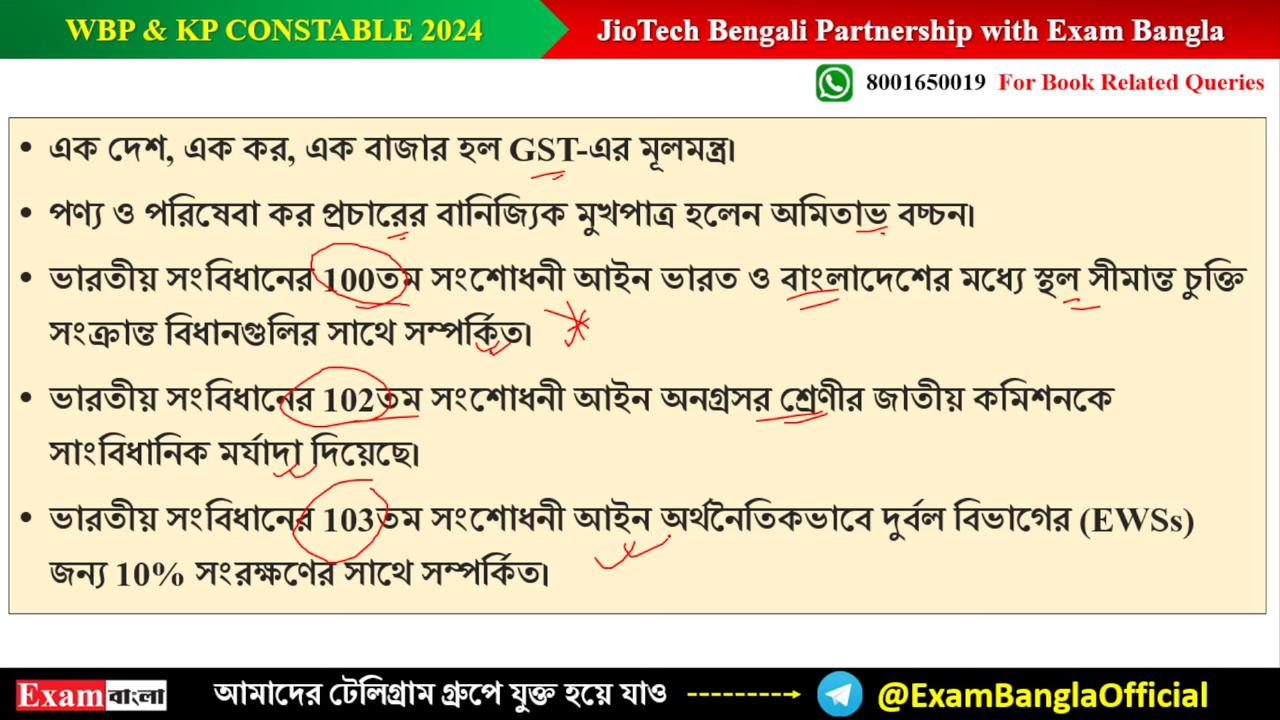 WBP & KP CONSTABLE 2024
JioTech Bengali Partnership with Exam Bangla
8001650019 For Book Related Queries
• এক দেশ, এক কর, এক বাজার হল GST-এর মূলমন্ত্র।
• পণ্য ও পরিষেবা কর প্রচারের বানিজ্যিক মুখপাত্র হলেন অমিতাভ বচ্চন।
• ভারতীয় সংবিধানের 100তম সংশোধনী আইন ভারত ও বাংলাদেশের মধ্যে স্থল সীমান্ত চুক্তি
সংক্রান্ত বিধানগুলির সাথে সম্পর্কিত।
• ভারতীয় সংবিধানের 102তম সংশোধনী আইন অনগ্রসর শ্রেণীর জাতীয় কমিশনকে
সাংবিধানিক মর্যাদা দিয়েছে।
• ভারতীয় সংবিধানের 103তম সংশোধনী আইন অর্থনৈতিকভাবে দুর্বল বিভাগের (EWSs)
জন্য 10% সংরক্ষণের সাথে সম্পর্কিত।
Exam বাংলা
আমাদের টেলিগ্রাম গ্রুপে যুক্ত হয়ে যাও
@ExamBanglaOfficial